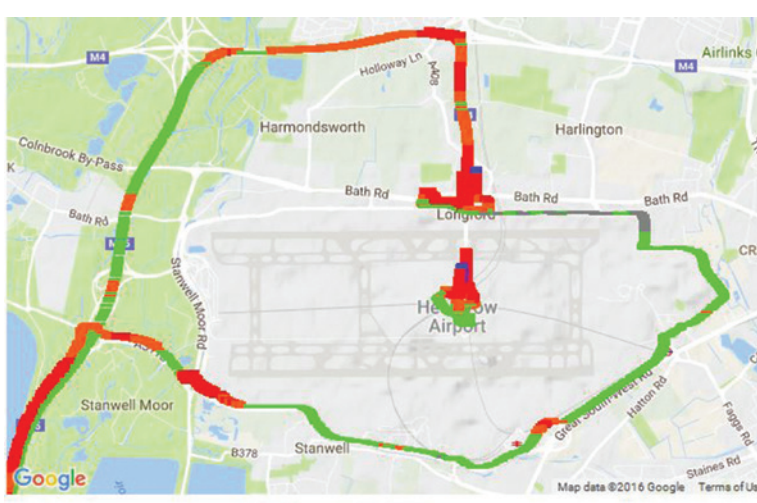 M4
Airlinks
Holloway Ln
A408
M4
Harmondsworth
Harlington
Colnbrook By-Pass
Bath Rd
Bath Rd
Bath Rd
Bath Rd
Longford
CR
Stanwell Moor Rd
Airport
Stanwell Moor
Great South-West Rd
Hatton Rd
Faggs Rd
B378
Stanwell
Staines Rd
Google
Map data ©2016 Google
Terms of Us